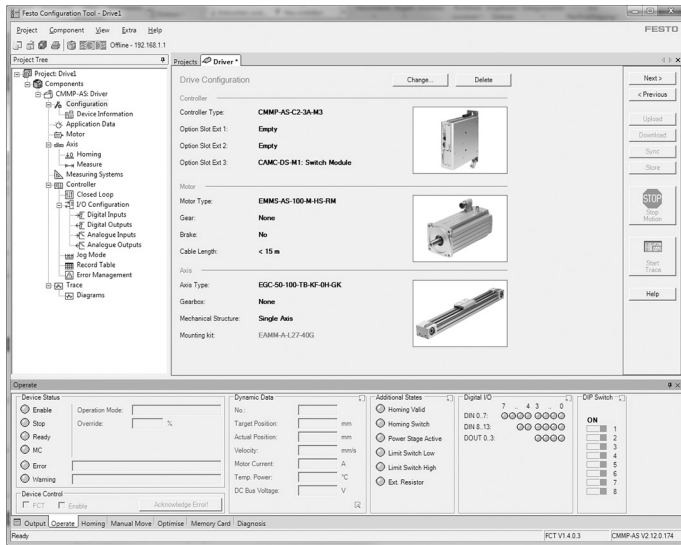 Festo Configuration Tool - Drive1
Project Component View Extra Help
FESTO
Offline - 192.168.1.1
Project Tree
Projects Driver *
Project: Drive1
Components
CMMP-AS: Driver
Configuration
Device Information
Application Data
Motor
Axis
Homing
Measure
Measuring Systems
Controller
Closed Loop
I/O Configuration
Digital Inputs
Digital Outputs
Analogue Inputs
Analogue Outputs
Jog Mode
Record Table
Error Management
Trace
Diagrams
Drive Configuration
Change...
Delete
Controller
Controller Type: CMMP-AS-C2-3A-M3
Option Slot Ext 1: Empty
Option Slot Ext 2: Empty
Option Slot Ext 3: CAMC-DS-M1: Switch Module
Motor
Motor Type: EMMS-AS-100-M-HS-RM
Gear: None
Brake: No
Cable Length: < 15 m
Axis
Axis Type: EGC-50-100-TB-KF-0H-GK
Gearbox: None
Mechanical Structure: Single Axis
Mounting kit: EAMM-A-L27-40G
Next >
< Previous
Upload
Download
Sync
Store
STOP
Stop
Motion
Start
Trace
Help
Operate
Device Status
Enable
Stop
Ready
MC
Error
Warning
Operation Mode:
Override: %
Device Control
FCT Enable
Acknowledge Error!
Dynamic Data
No.:
Target Position: mm
Actual Position: mm
Velocity: mm/s
Motor Current: A
Temp. Power: °C
DC Bus Voltage: V
Additional States
Homing Valid
Homing Switch
Power Stage Active
Limit Switch Low
Limit Switch High
Ext. Resistor
Digital I/O
7 .. 4 3 .. 0
DIN 0..7:
DIN 8..13:
DOUT 0..3:
DIP Switch
ON
1
2
3
4
5
6
7
8
Output Operate Homing Manual Move Optimise Memory Card Diagnosis
Ready
FCT V1.4.0.3
CMMP-AS V2.12.0.174